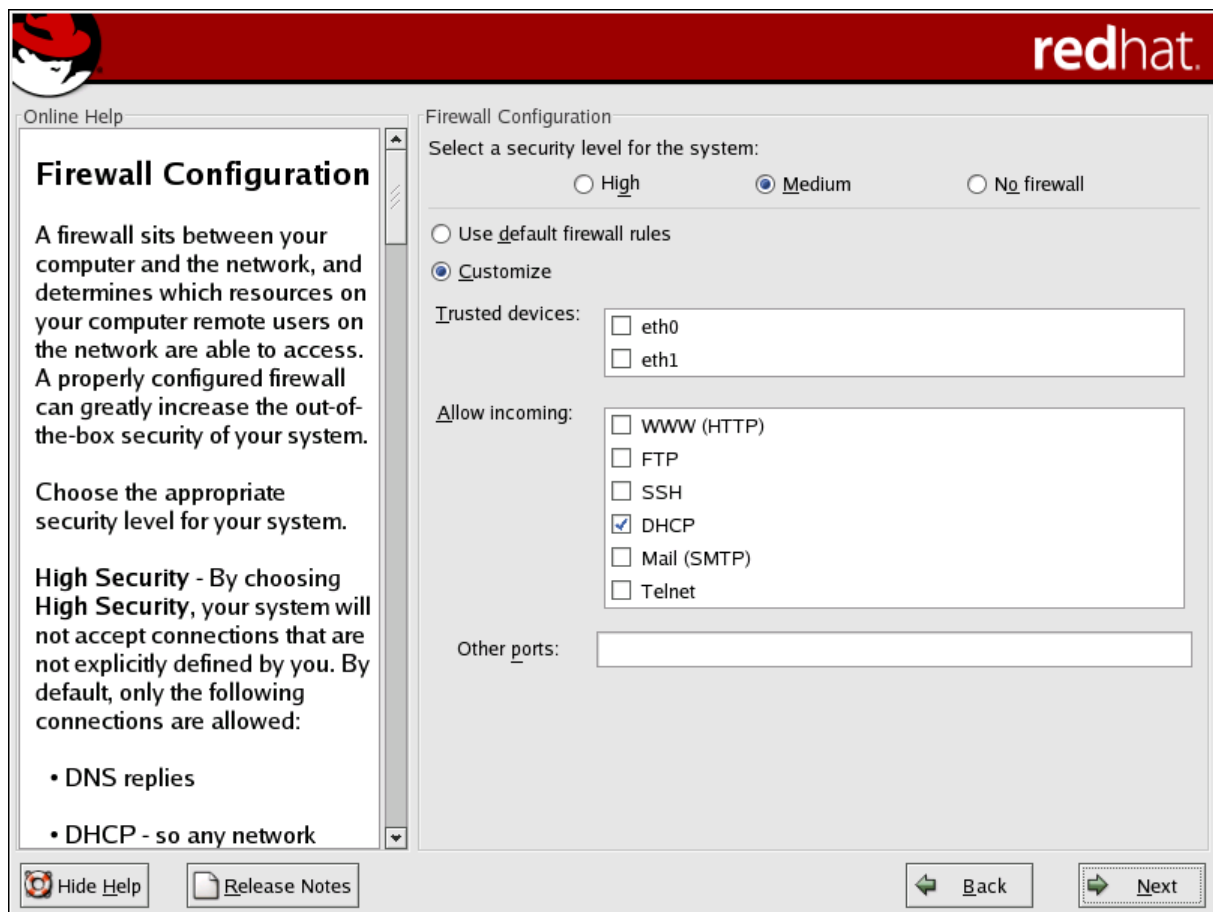 redhat.
Online Help
Firewall Configuration
A firewall sits between your
computer and the network, and
determines which resources on
your computer remote users on
the network are able to access.
A properly configured firewall
can greatly increase the out-of-
the-box security of your system.
Choose the appropriate
security level for your system.
High Security - By choosing
High Security, your system will
not accept connections that are
not explicitly defined by you. By
default, only the following
connections are allowed:
• DNS replies
• DHCP - so any network
Firewall Configuration
Select a security level for the system:
High
Medium
No firewall
Use default firewall rules
Customize
Trusted devices:
eth0
eth1
Allow incoming:
WWW (HTTP)
FTP
SSH
DHCP
Mail (SMTP)
Telnet
Other ports:
Hide Help
Release Notes
Back
Next